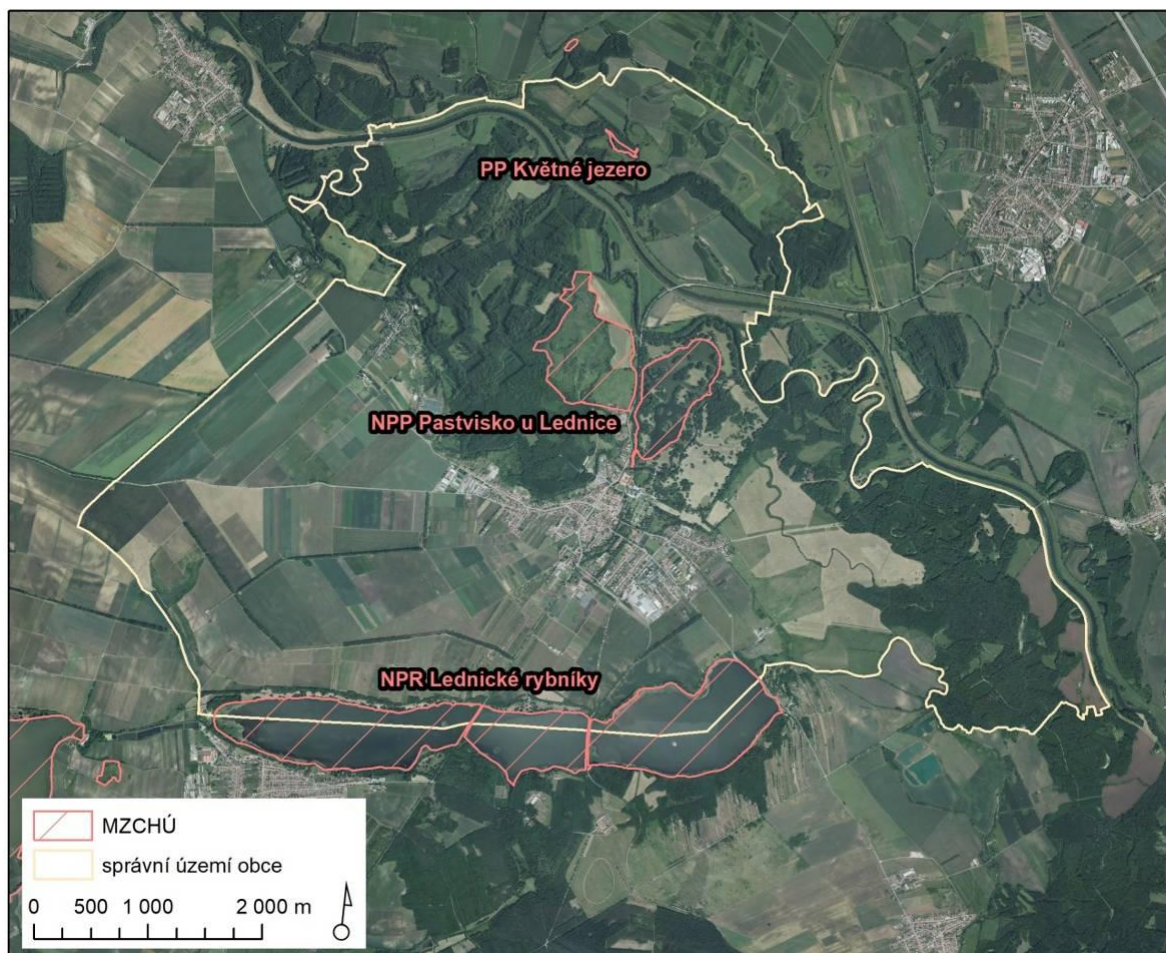 PP Květné jezero
NPP Pastvisko u Lednice
NPR Lednické rybníky
MZCHÚ
správní území obce
0 500 1 000 2 000 m